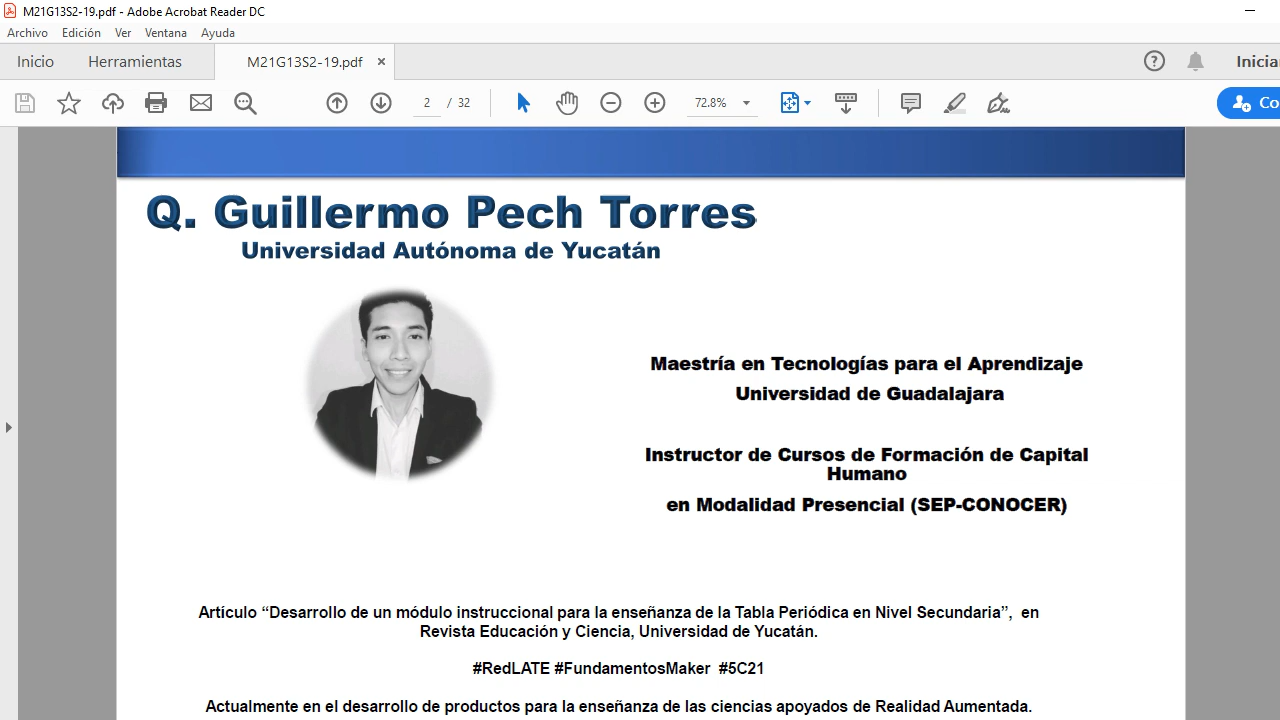 M21G13S2-19.pdf - Adobe Acrobat Reader DC
Archivo Edición Ver Ventana Ayuda
Inicio Herramientas M21G13S2-19.pdf × ? Inicia
2 / 32 72.8% Co
Q. Guillermo Pech Torres
Universidad Autónoma de Yucatán
Maestría en Tecnologías para el Aprendizaje
Universidad de Guadalajara
Instructor de Cursos de Formación de Capital
Humano
en Modalidad Presencial (SEP-CONOCER)
Artículo “Desarrollo de un módulo instruccional para la enseñanza de la Tabla Periódica en Nivel Secundaria”, en
Revista Educación y Ciencia, Universidad de Yucatán.
#RedLATE #FundamentosMaker #5C21
Actualmente en el desarrollo de productos para la enseñanza de las ciencias apoyados de Realidad Aumentada.